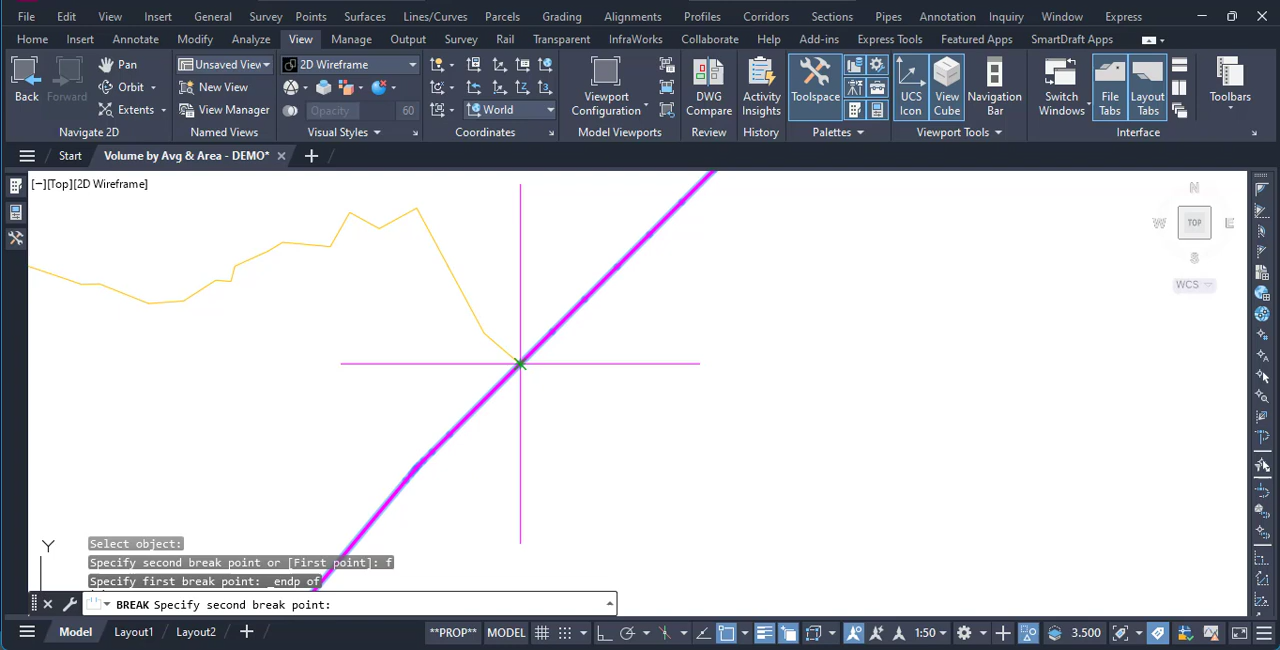 File Edit View Insert General Survey Points Surfaces Lines/Curves Parcels Grading Alignments Profiles Corridors Sections Pipes Annotation Inquiry Window Express
Home Insert Annotate Modify Analyze View Manage Output Survey Rail Transparent InfraWorks Collaborate Help Add-ins Express Tools Featured Apps SmartDraft Apps
Back Forward Pan Orbit Extents
Navigate 2D
Unsaved View
New View
View Manager
Named Views
2D Wireframe
Opacity 60
Visual Styles
World
Coordinates
Viewport Configuration
Model Viewports
DWG Compare
Review
Activity Insights
History
Toolspace
Palettes
UCS Icon View Cube Navigation Bar
Viewport Tools
Switch Windows File Tabs Layout Tabs
Interface
Toolbars
Start Volume by Avg & Area - DEMO*
[−][Top][2D Wireframe]
N
W TOP E
S
WCS
Y
Select object:
Specify second break point or [First point]: f
Specify first break point: _endp of
BREAK Specify second break point:
Model Layout1 Layout2 **PROP** MODEL 1:50 3.500